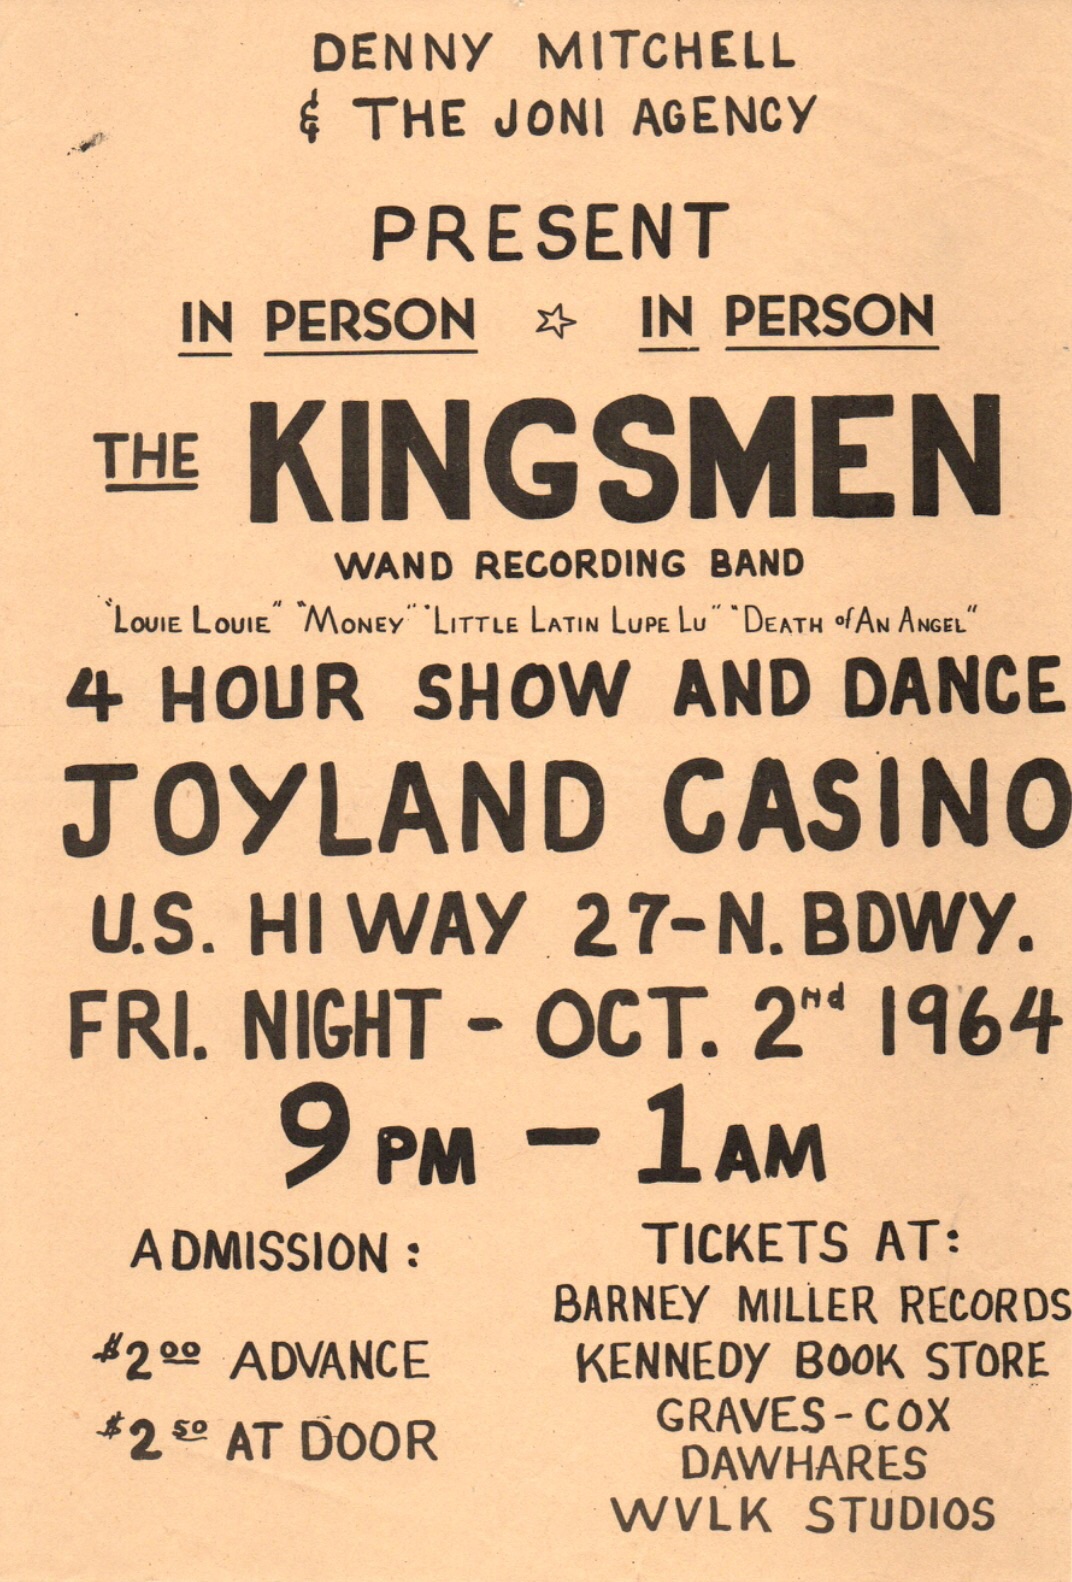 DENNY MITCHELL
& THE JONI AGENCY
PRESENT
IN PERSON ☆ IN PERSON
THE KINGSMEN
WAND RECORDING BAND
"LOUIE LOUIE" "MONEY" "LITTLE LATIN LUPE LU" "DEATH of AN ANGEL"
4 HOUR SHOW AND DANCE
JOYLAND CASINO
U.S. HI WAY 27-N. BDWY.
FRI. NIGHT - OCT. 2nd 1964
9 PM - 1 AM
ADMISSION:
$2.00 ADVANCE
$2.50 AT DOOR
TICKETS AT:
BARNEY MILLER RECORDS
KENNEDY BOOK STORE
GRAVES-COX
DAWHARES
WVLK STUDIOS